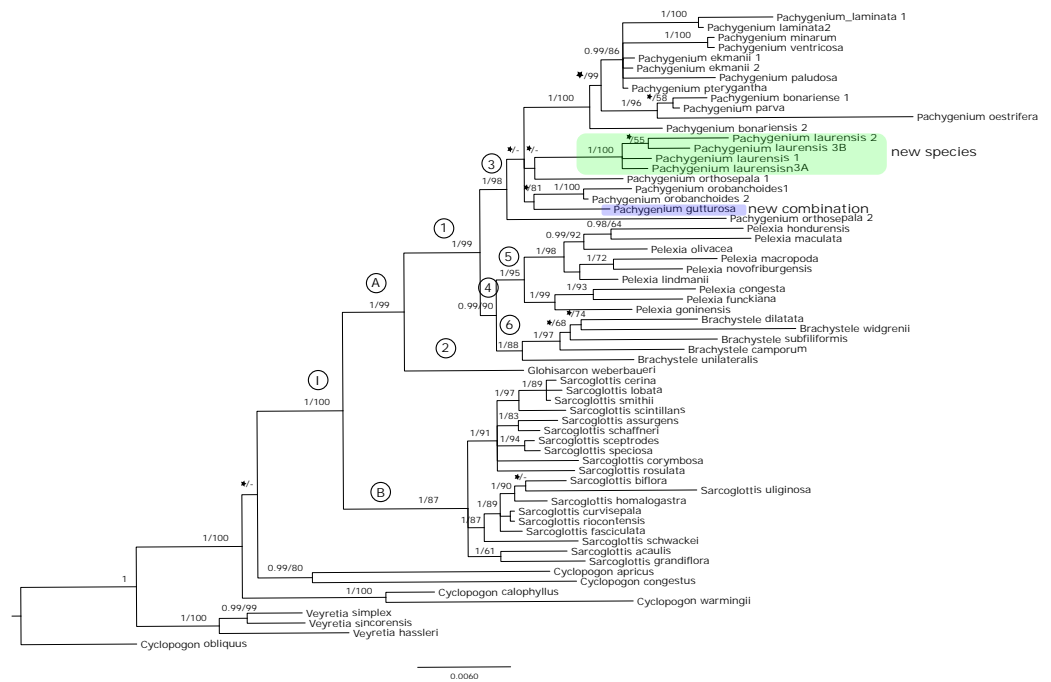 1/100
Pachygenium_laminata 1
Pachygenium laminata2
1/100
Pachygenium minarum
Pachygenium ventricosa
0.99/86
Pachygenium ekmanii 1
Pachygenium ekmanii 2
*/99
Pachygenium paludosa
Pachygenium pterygantha
*/58
Pachygenium bonariense 1
1/100
1/96
Pachygenium parva
Pachygenium oestrifera
Pachygenium bonariensis 2
*/55
Pachygenium laurensis 2
1/100
Pachygenium laurensis 3B
new species
*/-
*/-
Pachygenium laurensis 1
3
Pachygenium laurensisn3A
1/98
Pachygenium orthosepala 1
*/81
1/100
Pachygenium orobanchoides1
Pachygenium orobanchoides 2
Pachygenium gutturosa
new combination
Pachygenium orthosepala 2
1
0.98/64
Pelexia hondurensis
0.99/92
Pelexia maculata
1/99
1/98
Pelexia olivacea
5
1/72
Pelexia macropoda
Pelexia novofriburgensis
1/95
Pelexia lindmanii
A
4
1/93
Pelexia congesta
1/99
Pelexia funckiana
1/99
0.99/90
Pelexia goninensis
*/74
Brachystele dilatata
6
*/68
Brachystele widgrenii
1/97
Brachystele subfiliformis
2
1/88
Brachystele camporum
Brachystele unilateralis
Glohisarcon weberbaueri
I
1/89
Sarcoglottis cerina
1/97
Sarcoglottis lobata
Sarcoglottis smithii
1/100
Sarcoglottis scintillans
1/83
Sarcoglottis assurgens
Sarcoglottis schaffneri
1/91
1/94
Sarcoglottis sceptrodes
Sarcoglottis speciosa
Sarcoglottis corymbosa
Sarcoglottis rosulata
*/-
*/-
Sarcoglottis biflora
B
1/90
Sarcoglottis uliginosa
1/87
1/89
Sarcoglottis homalogastra
Sarcoglottis curvisepala
1/87
Sarcoglottis riocontensis
Sarcoglottis fasciculata
1/100
Sarcoglottis schwackei
1/61
Sarcoglottis acaulis
Sarcoglottis grandiflora
0.99/80
Cyclopogon apricus
Cyclopogon congestus
1
1/100
Cyclopogon calophyllus
Cyclopogon warmingii
0.99/99
Veyretia simplex
1/100
Veyretia sincorensis
Veyretia hassleri
Cyclopogon obliquus
0.0060